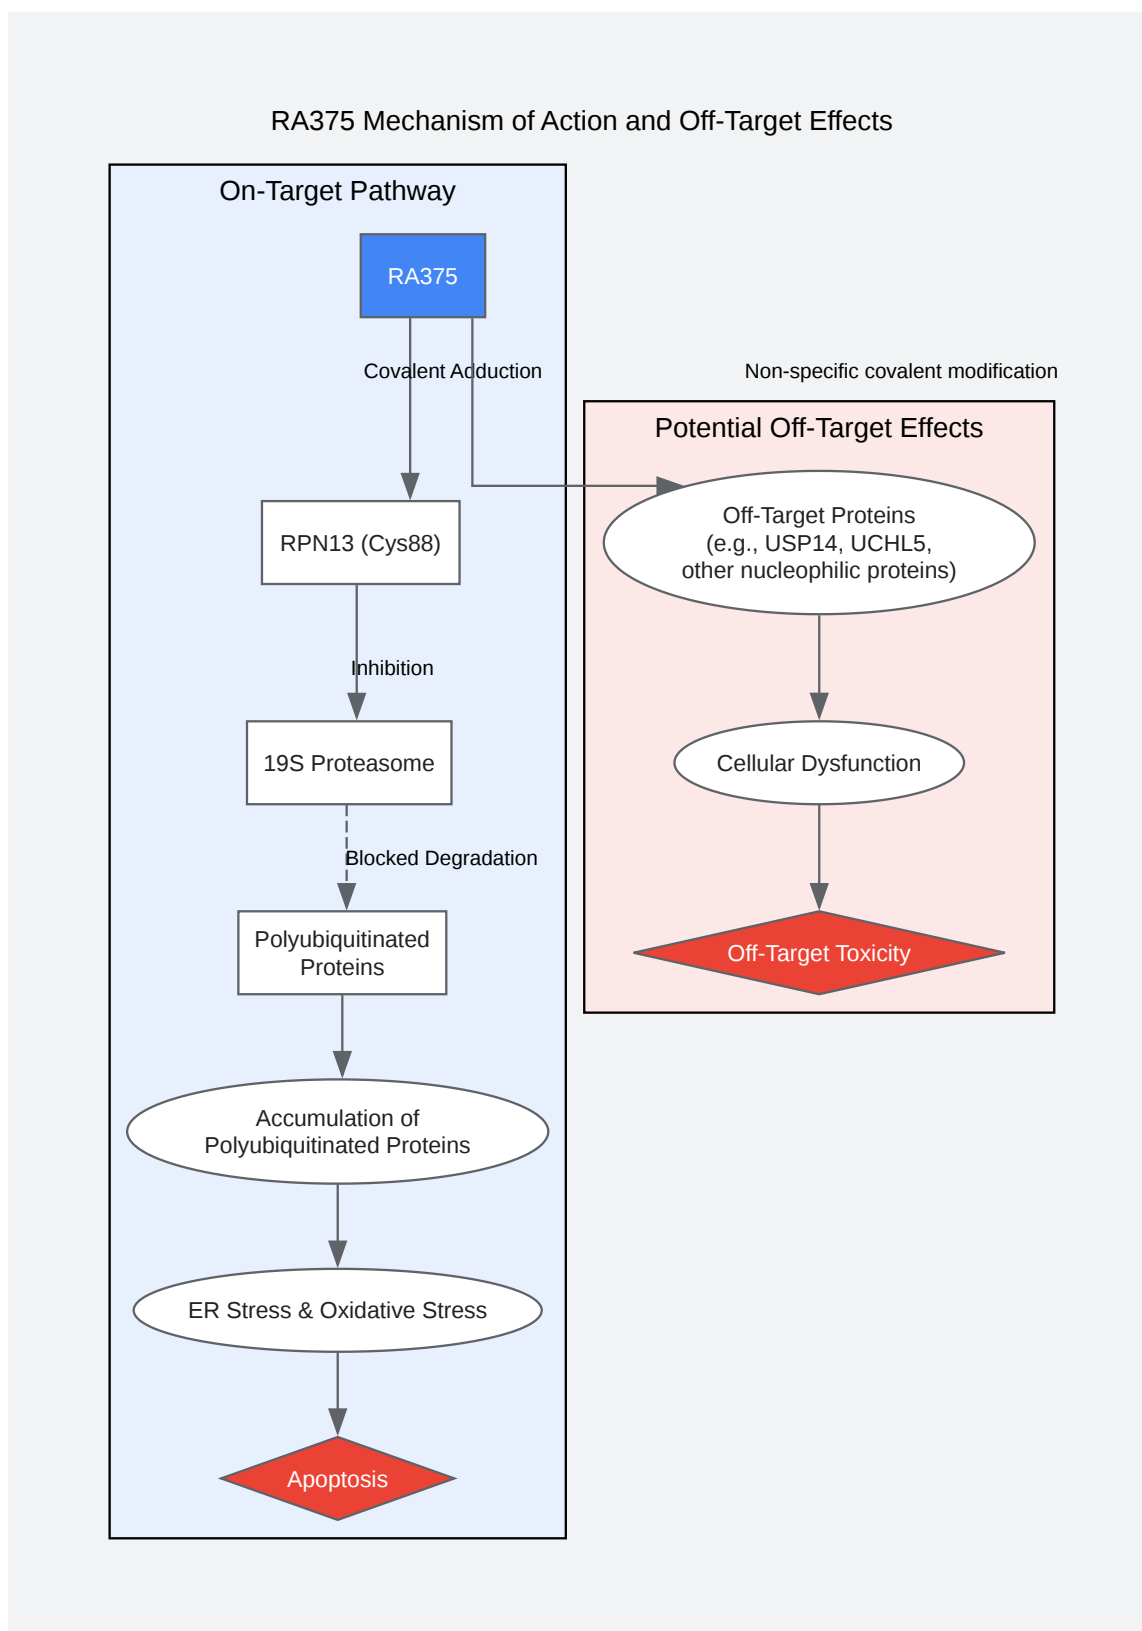 RA375 Mechanism of Action and Off-Target Effects
On-Target Pathway
RA375
Covalent Adduction
RPN13 (Cys88)
Inhibition
19S Proteasome
Blocked Degradation
Polyubiquitinated
Proteins
Accumulation of
Polyubiquitinated Proteins
ER Stress & Oxidative Stress
Apoptosis
Non-specific covalent modification
Potential Off-Target Effects
Off-Target Proteins
(e.g., USP14, UCHL5,
other nucleophilic proteins)
Cellular Dysfunction
Off-Target Toxicity